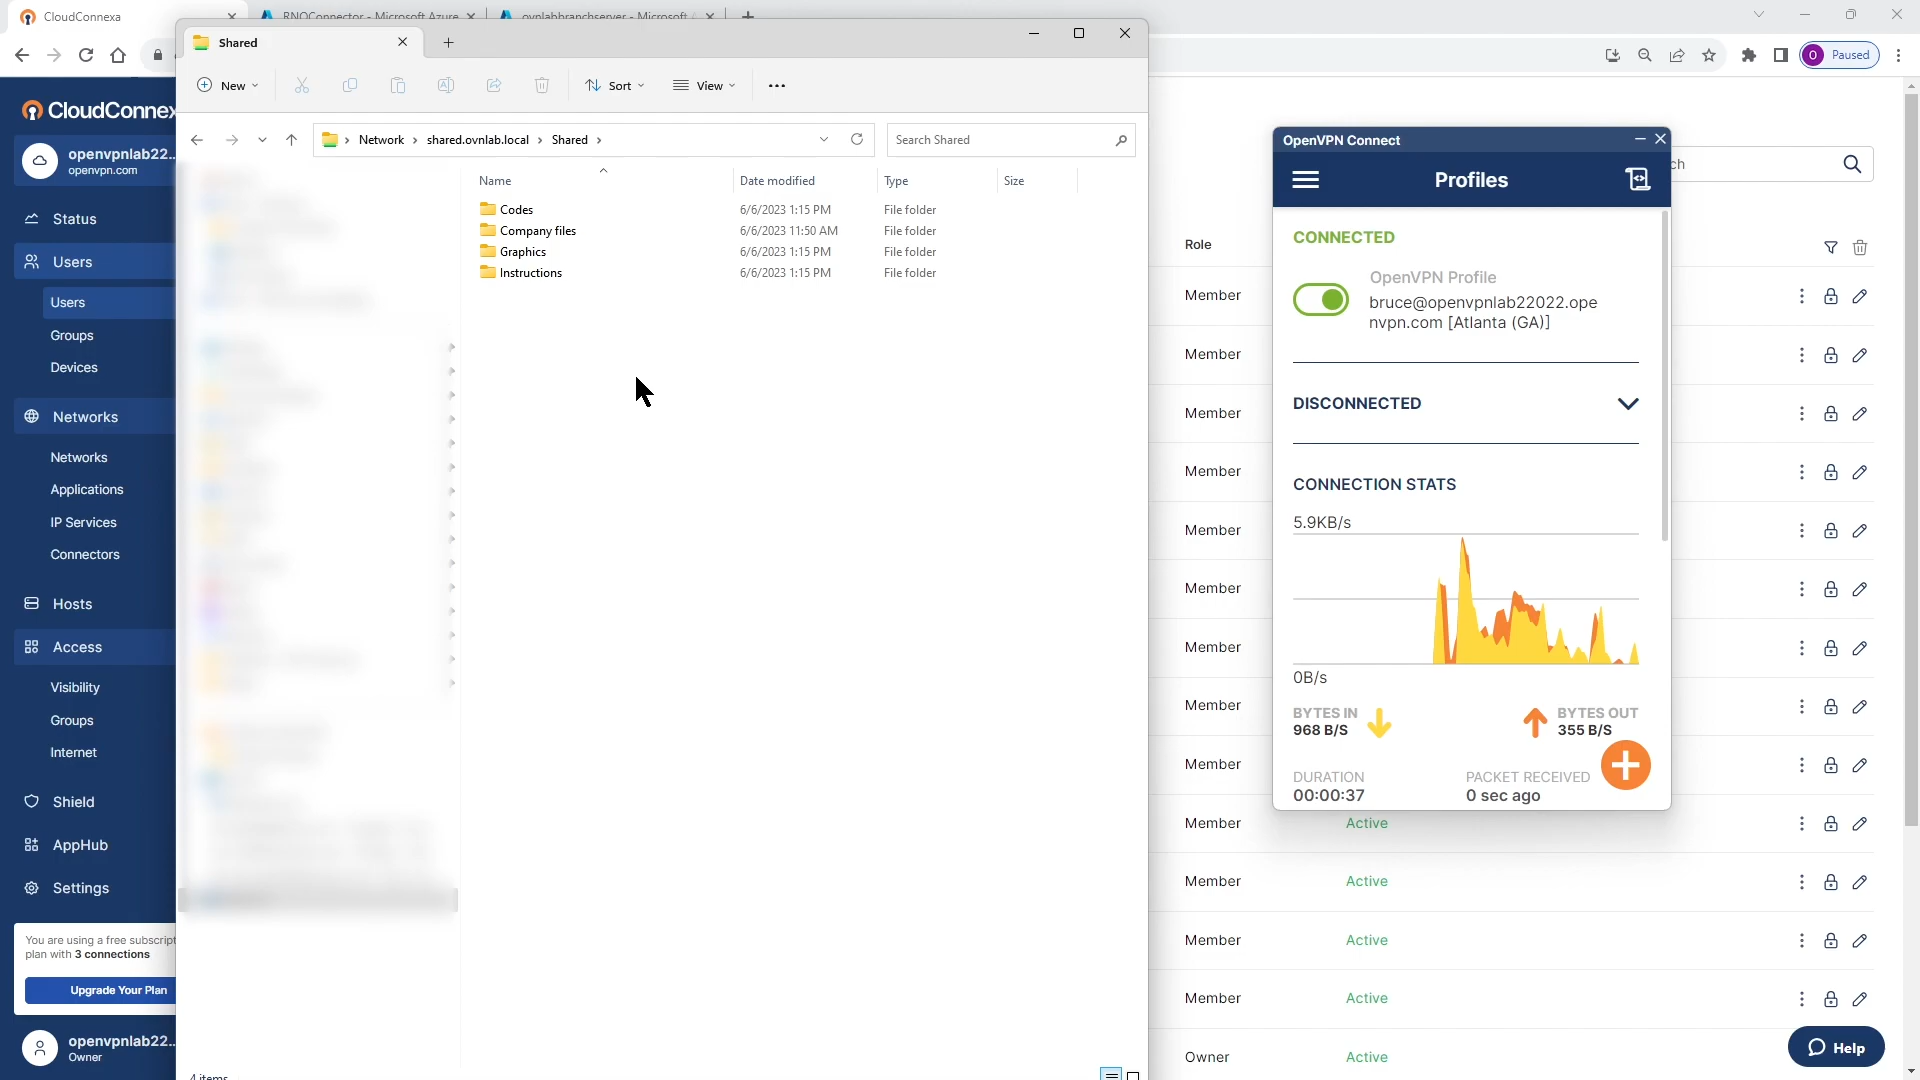 CloudConnexa
RNOConnector - Microsoft Azure
ovnlabbranchserver - Microsoft
Paused
O
CloudConnex
openvpnlab22...
openvpn.com
Status
Users
Users
Groups
Devices
Networks
Networks
Applications
IP Services
Connectors
Hosts
Access
Visibility
Groups
Internet
Shield
AppHub
Settings
You are using a free subscript
plan with 3 connections
Upgrade Your Plan
openvpnlab22...
Owner
Shared
New
Sort
View
Network > shared.ovnlab.local > Shared >
Search Shared
Name Date modified Type Size
Codes 6/6/2023 1:15 PM File folder
Company files 6/6/2023 11:50 AM File folder
Graphics 6/6/2023 1:15 PM File folder
Instructions 6/6/2023 1:15 PM File folder
4 items
OpenVPN Connect
Profiles
CONNECTED
OpenVPN Profile
bruce@openvpnlab22022.ope
nvpn.com [Atlanta (GA)]
DISCONNECTED
CONNECTION STATS
5.9KB/s
0B/s
BYTES IN
968 B/S
BYTES OUT
355 B/S
DURATION
00:00:37
PACKET RECEIVED
0 sec ago
ch
Role
Member
Member
Member
Member
Member
Member
Member
Member
Member
Member Active
Member Active
Member Active
Member Active
Owner Active
Help